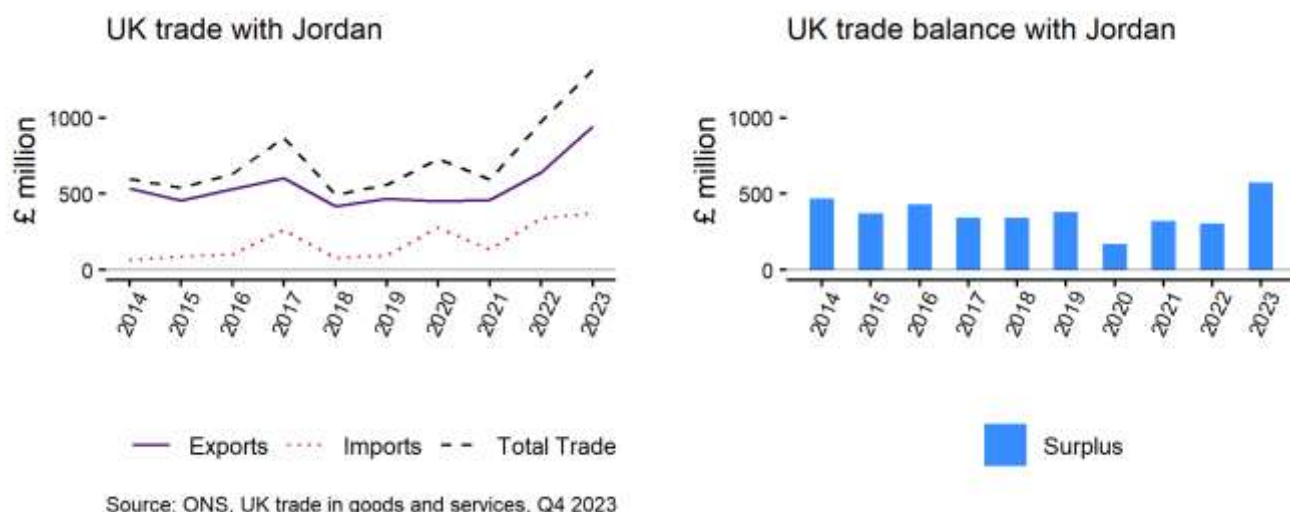 UK trade with Jordan
£ million
1000
500
0
2014
2015
2016
2017
2018
2019
2020
2021
2022
2023
Exports
Imports
Total Trade
Source: ONS, UK trade in goods and services, Q4 2023
UK trade balance with Jordan
£ million
1000
500
0
2014
2015
2016
2017
2018
2019
2020
2021
2022
2023
Surplus